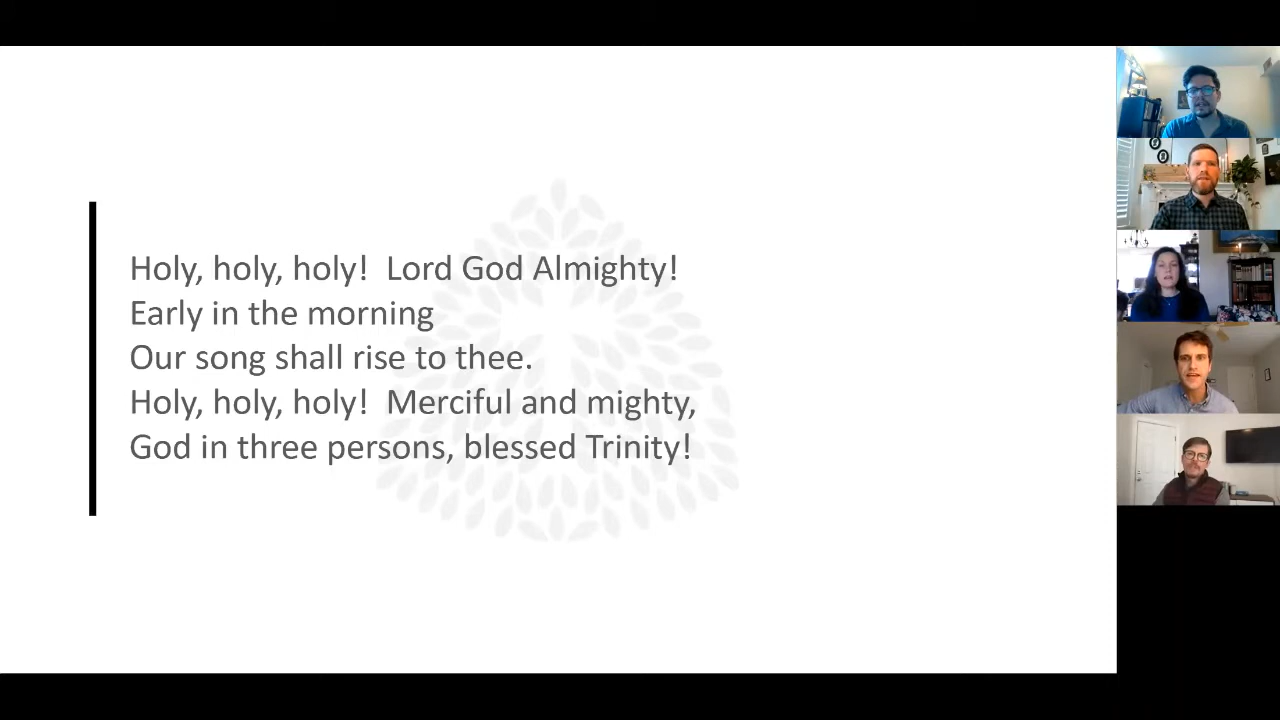 Holy, holy, holy!  Lord God Almighty!
Early in the morning
Our song shall rise to thee.
Holy, holy, holy!  Merciful and mighty,
God in three persons, blessed Trinity!